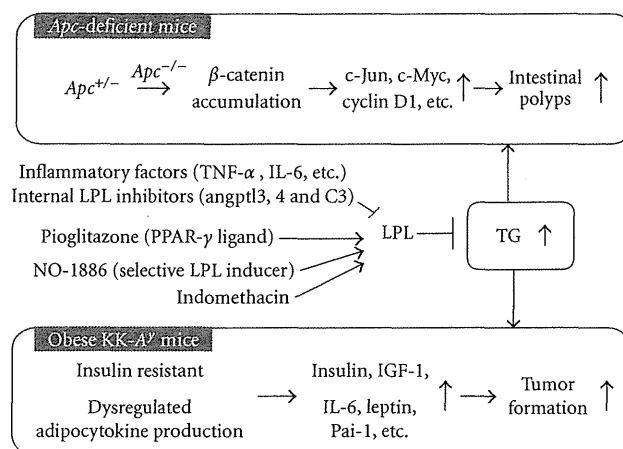 Apc-deficient mice
Apc+/−
Apc−/−
β-catenin
accumulation
c-Jun, c-Myc,
cyclin D1, etc.
Intestinal
polyps
Inflammatory factors (TNF-α, IL-6, etc.)
Internal LPL inhibitors (angptl3, 4 and C3)
Pioglitazone (PPAR-γ ligand)
NO-1886 (selective LPL inducer)
Indomethacin
LPL
TG
Obese KK-Aʸ mice
Insulin resistant
Dysregulated
adipocytokine production
Insulin, IGF-1,
IL-6, leptin,
Pai-1, etc.
Tumor
formation